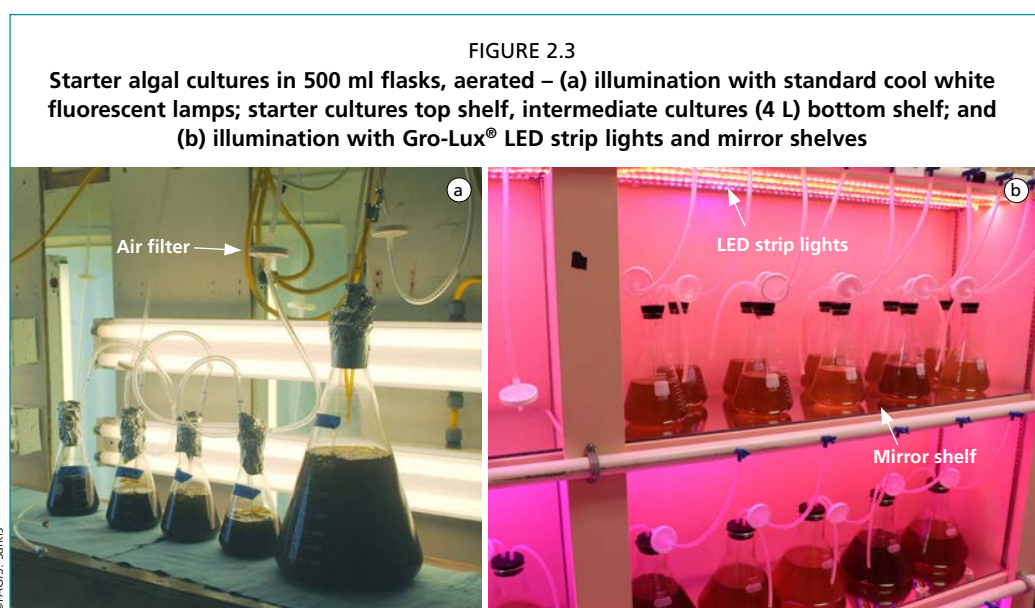 FIGURE 2.3
Starter algal cultures in 500 ml flasks, aerated – (a) illumination with standard cool white
fluorescent lamps; starter cultures top shelf, intermediate cultures (4 L) bottom shelf; and
(b) illumination with Gro-Lux® LED strip lights and mirror shelves
a
Air filter
b
LED strip lights
Mirror shelf